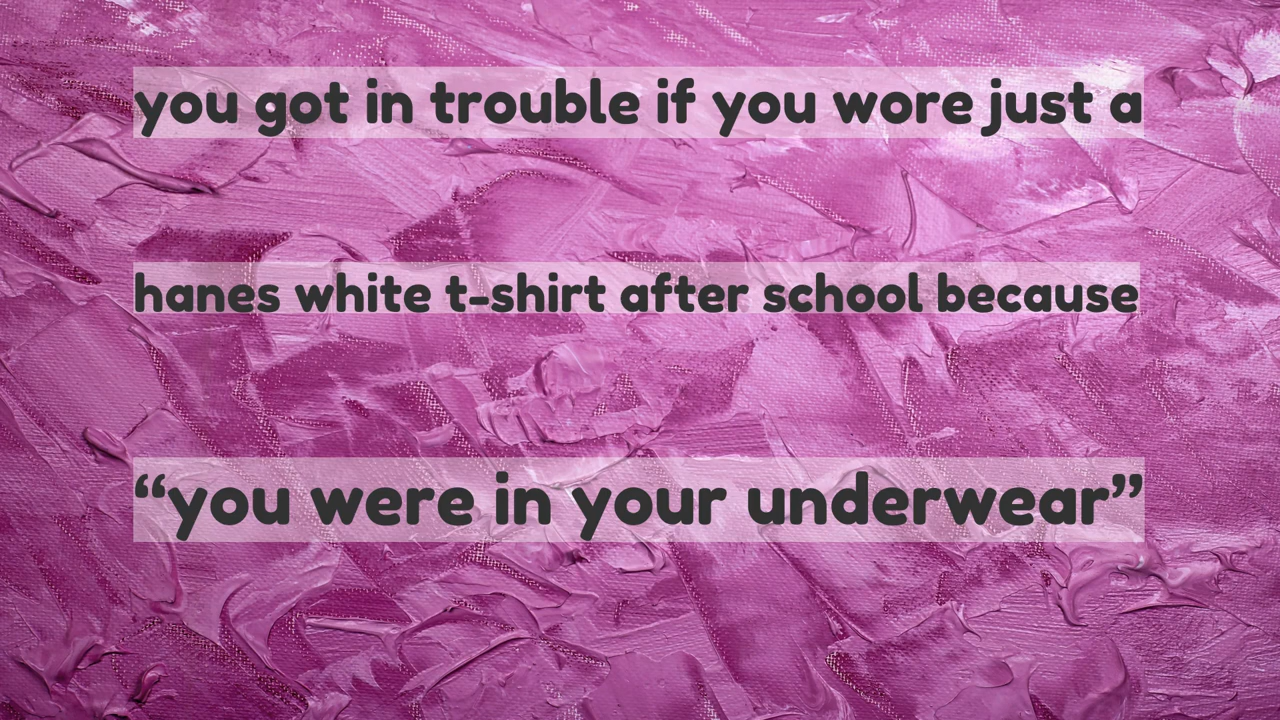 you got in trouble if you wore just a
hanes white t-shirt after school because
“you were in your underwear”